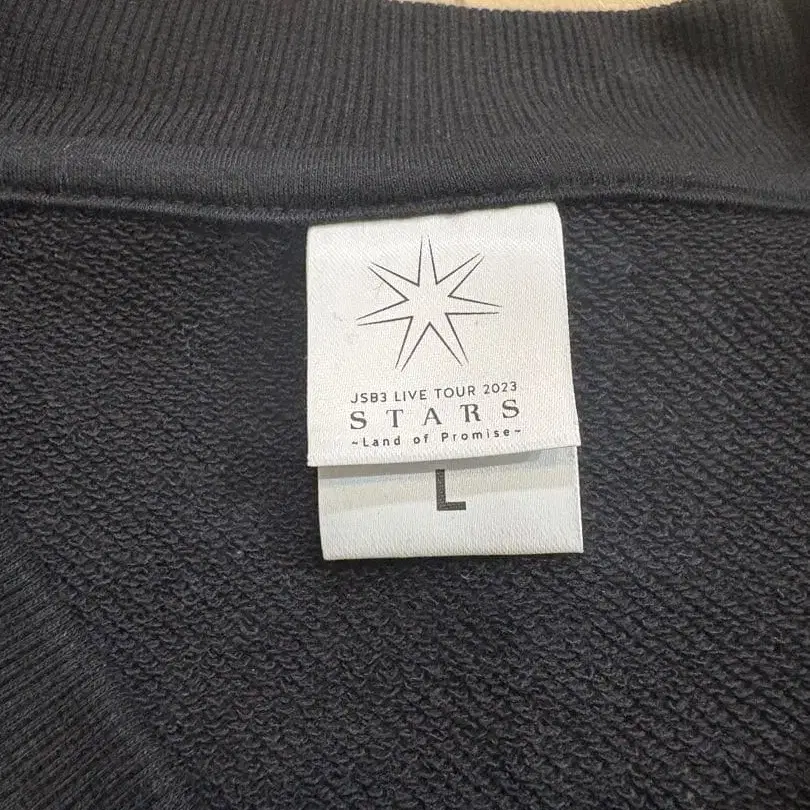 JSB3 LIVE TOUR 2023
STARS
~Land of Promise~
L